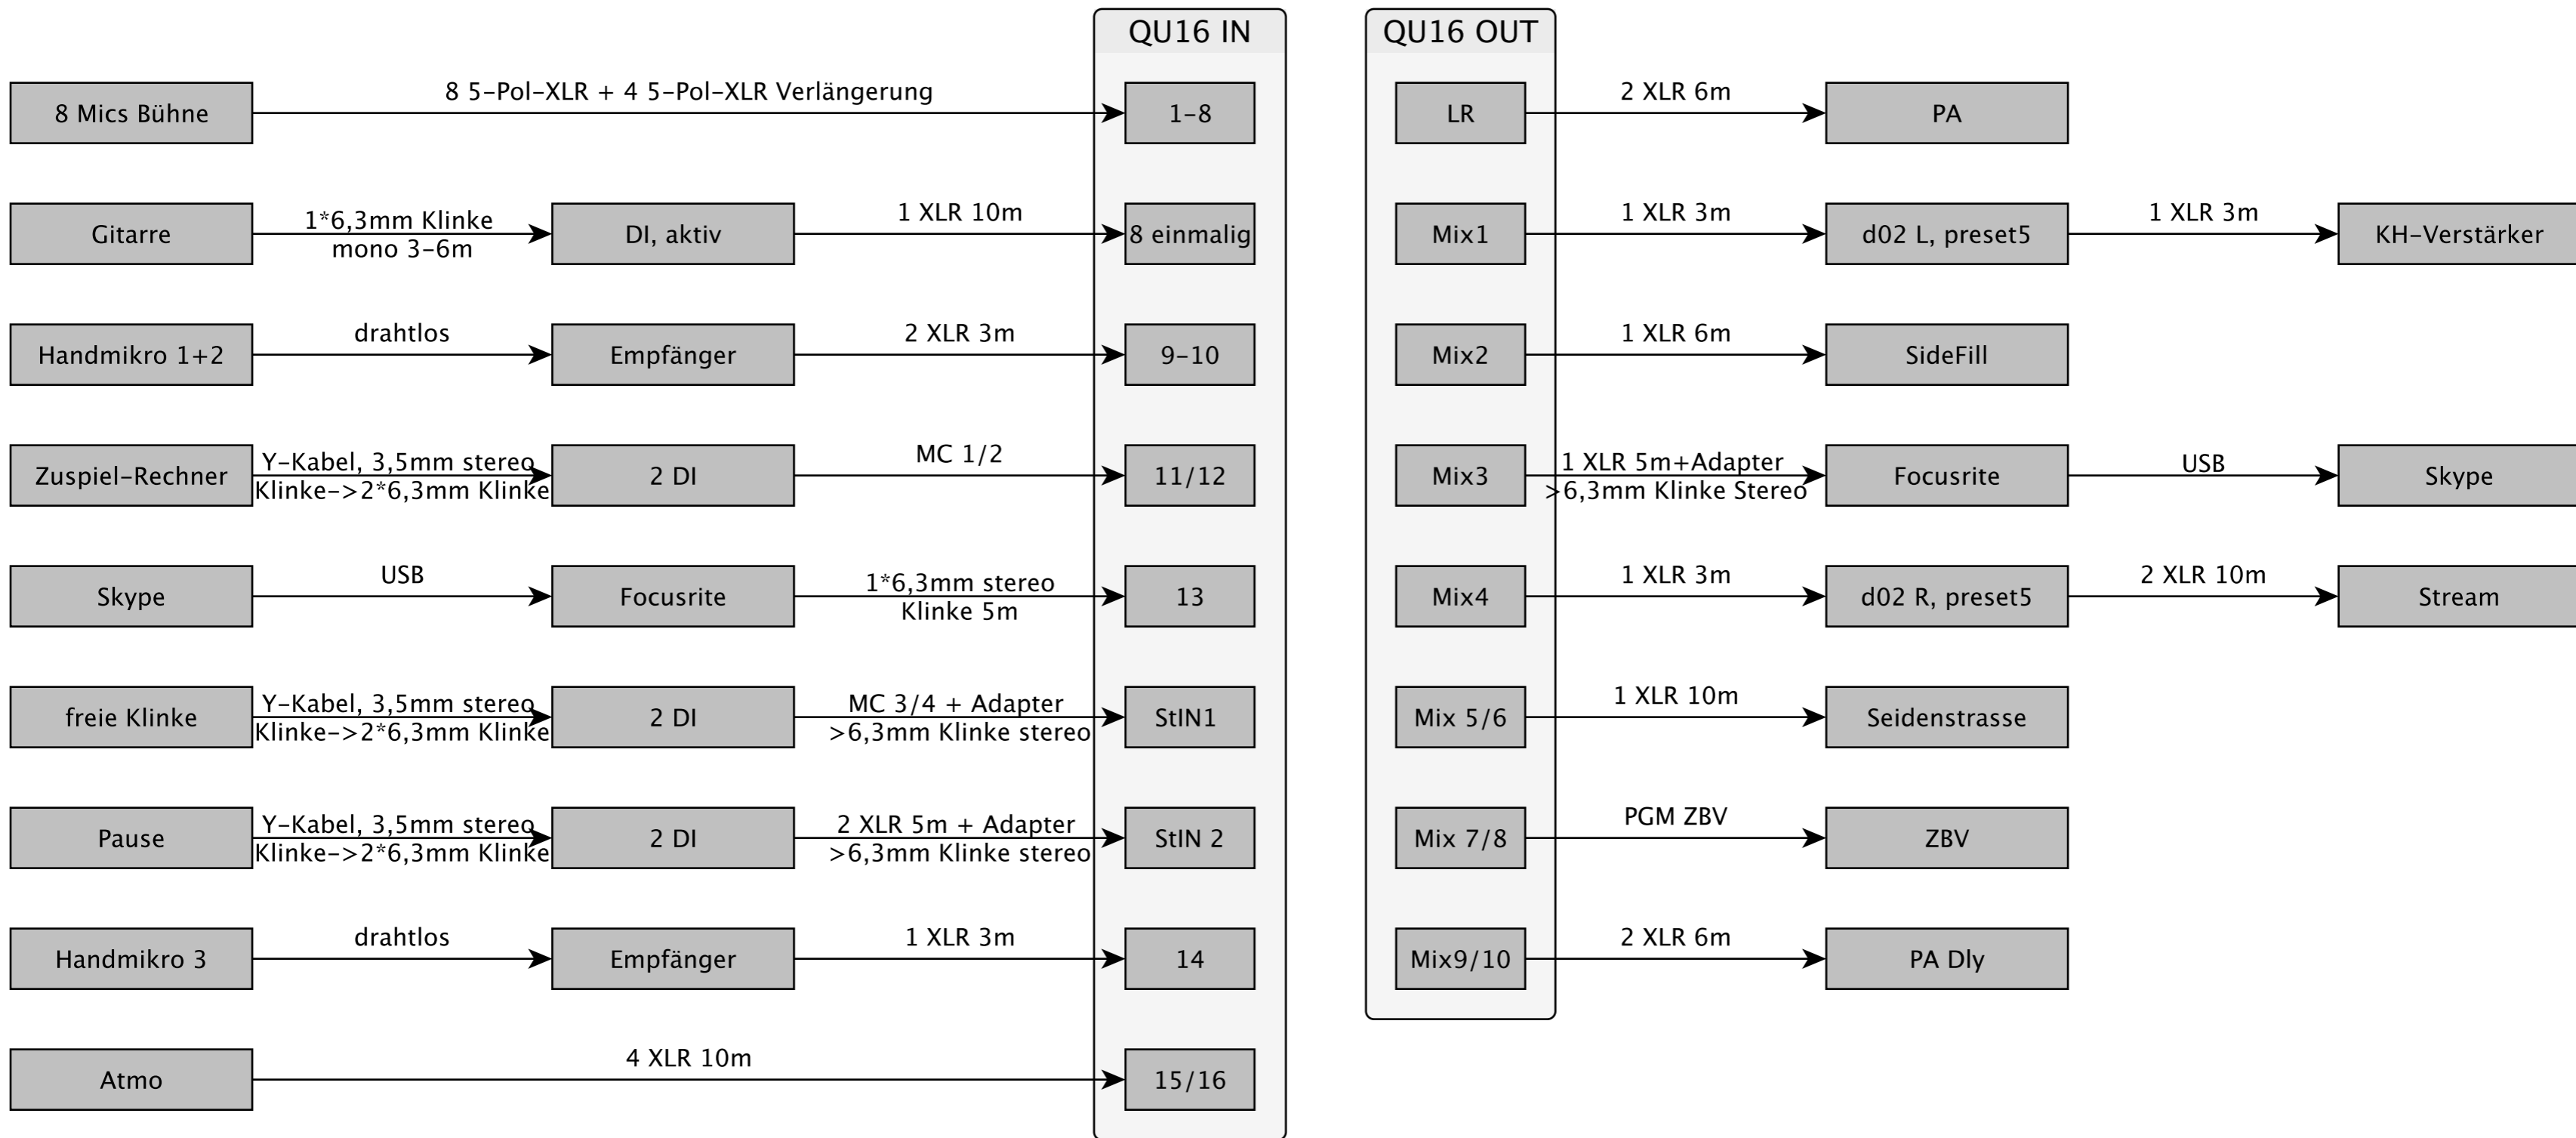 QU16 IN
QU16 OUT
8 Mics Bühne
8 5-Pol-XLR + 4 5-Pol-XLR Verlängerung
1-8
LR
2 XLR 6m
PA
Gitarre
1*6,3mm Klinke
mono 3-6m
DI, aktiv
1 XLR 10m
8 einmalig
Mix1
1 XLR 3m
d02 L, preset5
1 XLR 3m
KH-Verstärker
Handmikro 1+2
drahtlos
Empfänger
2 XLR 3m
9-10
Mix2
1 XLR 6m
SideFill
Zuspiel-Rechner
Y-Kabel, 3,5mm stereo
Klinke->2*6,3mm Klinke
2 DI
MC 1/2
11/12
Mix3
1 XLR 5m+Adapter
>6,3mm Klinke Stereo
Focusrite
USB
Skype
Skype
USB
Focusrite
1*6,3mm stereo
Klinke 5m
13
Mix4
1 XLR 3m
d02 R, preset5
2 XLR 10m
Stream
freie Klinke
Y-Kabel, 3,5mm stereo
Klinke->2*6,3mm Klinke
2 DI
MC 3/4 + Adapter
>6,3mm Klinke stereo
StIN1
Mix 5/6
1 XLR 10m
Seidenstrasse
Pause
Y-Kabel, 3,5mm stereo
Klinke->2*6,3mm Klinke
2 DI
2 XLR 5m + Adapter
>6,3mm Klinke stereo
StIN 2
Mix 7/8
PGM ZBV
ZBV
Handmikro 3
drahtlos
Empfänger
1 XLR 3m
14
Mix9/10
2 XLR 6m
PA Dly
Atmo
4 XLR 10m
15/16